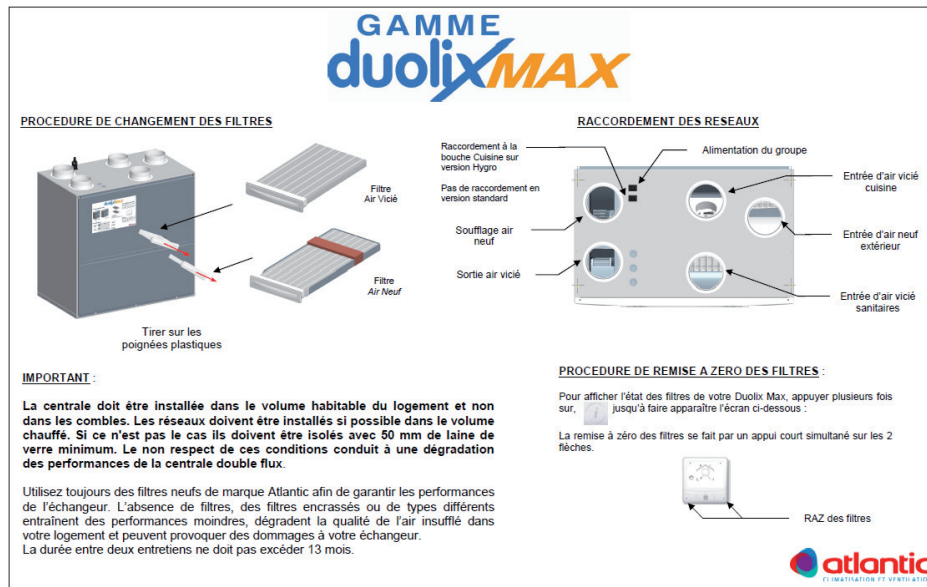 GAMME
duolixMAX
PROCEDURE DE CHANGEMENT DES FILTRES
Filtre
Air Vicié
Filtre
Air Neuf
Tirer sur les
poignées plastiques
RACCORDEMENT DES RESEAUX
Raccordement à la
bouche Cuisine sur
version Hygro
Pas de raccordement en
version standard
Soufflage air
neuf
Sortie air vicié
Alimentation du groupe
Entrée d'air vicié
cuisine
Entrée d'air neuf
extérieur
Entrée d'air vicié
sanitaires
IMPORTANT :
La centrale doit être installée dans le volume habitable du logement et non
dans les combles. Les réseaux doivent être installés si possible dans le volume
chauffé. Si ce n'est pas le cas ils doivent être isolés avec 50 mm de laine de
verre minimum. Le non respect de ces conditions conduit à une dégradation
des performances de la centrale double flux.
Utilisez toujours des filtres neufs de marque Atlantic afin de garantir les performances
de l'échangeur. L'absence de filtres, des filtres encrassés ou de types différents
entraînent des performances moindres, dégradent la qualité de l'air insufflé dans
votre logement et peuvent provoquer des dommages à votre échangeur.
La durée entre deux entretiens ne doit pas excéder 13 mois.
PROCEDURE DE REMISE A ZERO DES FILTRES :
Pour afficher l'état des filtres de votre Duolix Max, appuyer plusieurs fois
sur, i jusqu'à faire apparaître l'écran ci-dessous :
La remise à zéro des filtres se fait par un appui court simultané sur les 2
flèches.
RAZ des filtres
atlantic
CLIMATISATION ET VENTILATION